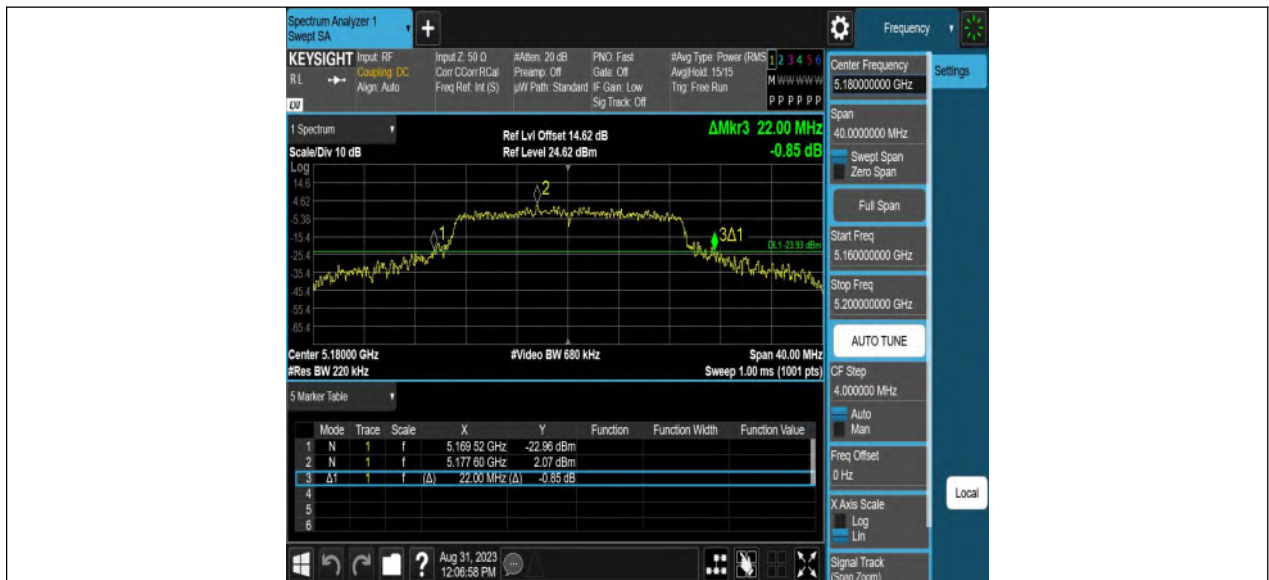 Spectrum Analyzer 1
Swept SA
+
Frequency
KEYSIGHT
RL
LXI
Input: RF
Coupling: DC
Align: Auto
Input Z: 50 Ω
Corr CCorr RCal
Freq Ref: Int (S)
#Atten: 20 dB
Preamp: Off
µW Path: Standard
PNO: Fast
Gate: Off
IF Gain: Low
Sig Track: Off
#Avg Type: Power (RMS
Avg|Hold: 15/15
Trig: Free Run
1 2 3 4 5 6
M W W W W W
P P P P P P
1 Spectrum
Scale/Div 10 dB
Ref Lvl Offset 14.62 dB
Ref Level 24.62 dBm
ΔMkr3 22.00 MHz
-0.85 dB
Log
14.6
4.62
-5.38
-15.4
-25.4
-35.4
-45.4
-55.4
-65.4
1
2
3Δ1
DL1 -23.93 dBm
Center 5.18000 GHz
#Video BW 680 kHz
Span 40.00 MHz
#Res BW 220 kHz
Sweep 1.00 ms (1001 pts)
5 Marker Table
Mode Trace Scale X Y Function Function Width Function Value
1 N 1 f 5.169 52 GHz -22.96 dBm
2 N 1 f 5.177 60 GHz 2.07 dBm
3 Δ1 1 f (Δ) 22.00 MHz (Δ) -0.85 dB
4
5
6
?
Aug 31, 2023
12:06:58 PM
Center Frequency
5.180000000 GHz
Settings
Span
40.0000000 MHz
Swept Span
Zero Span
Full Span
Start Freq
5.160000000 GHz
Stop Freq
5.200000000 GHz
AUTO TUNE
CF Step
4.000000 MHz
Auto
Man
Freq Offset
0 Hz
X Axis Scale
Log
Lin
Local
Signal Track
(Span Zoom)